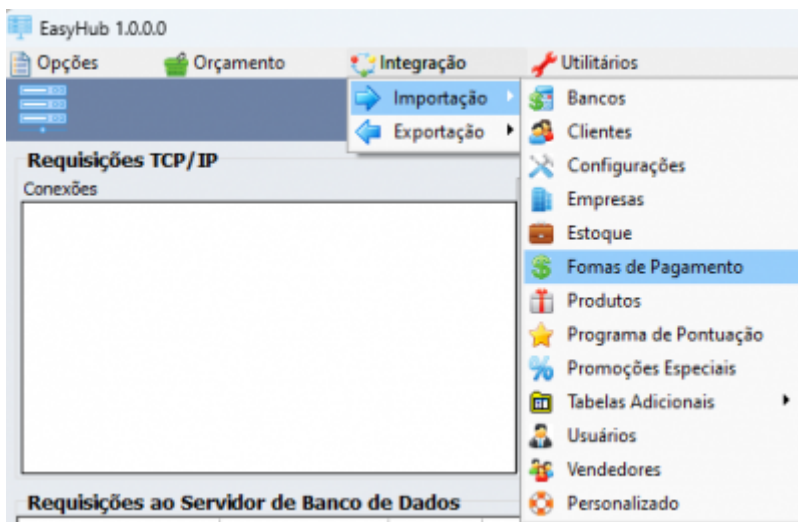 EasyHub 1.0.0.0
Opções Orçamento Integração Utilitários
Importação
Exportação
Bancos
Clientes
Configurações
Empresas
Estoque
Fomas de Pagamento
Produtos
Programa de Pontuação
Promoções Especiais
Tabelas Adicionais
Usuários
Vendedores
Personalizado
Requisições TCP/IP
Conexões
Requisições ao Servidor de Banco de Dados